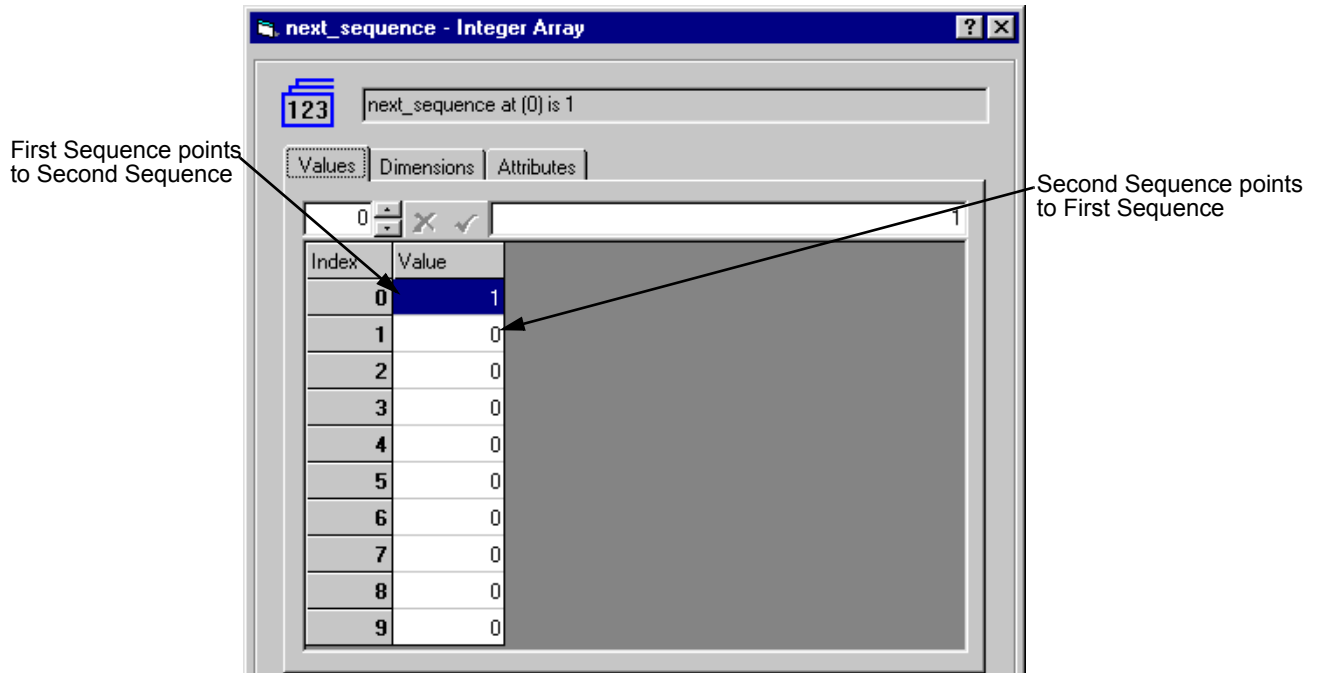 next_sequence - Integer Array
? X
123
next_sequence at (0) is 1
First Sequence points
to Second Sequence
Values Dimensions Attributes
Second Sequence points
to First Sequence
0 1
Index Value
0 1
1 0
2 0
3 0
4 0
5 0
6 0
7 0
8 0
9 0